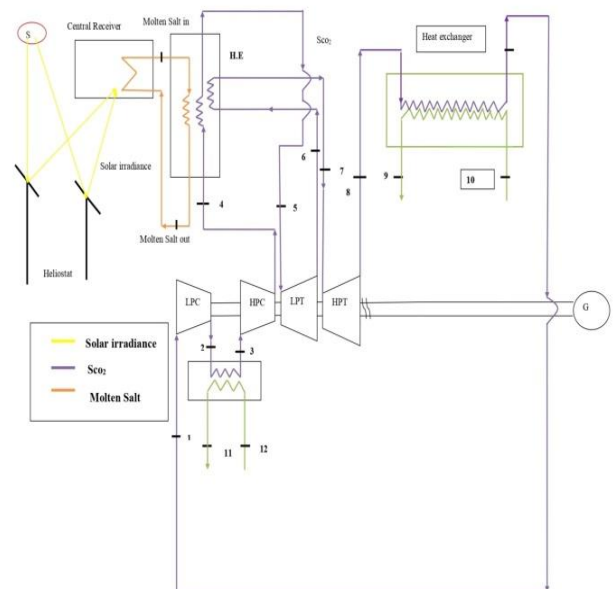 S
Central Receiver
Molten Salt in
H.E
Sco₂
Heat exchanger
Solar irradiance
Molten Salt out
Heliostat
4
5
6
7
8
9
10
LPC
HPC
LPT
HPT
G
2
3
1
11
12
Solar irradiance
Sco₂
Molten Salt